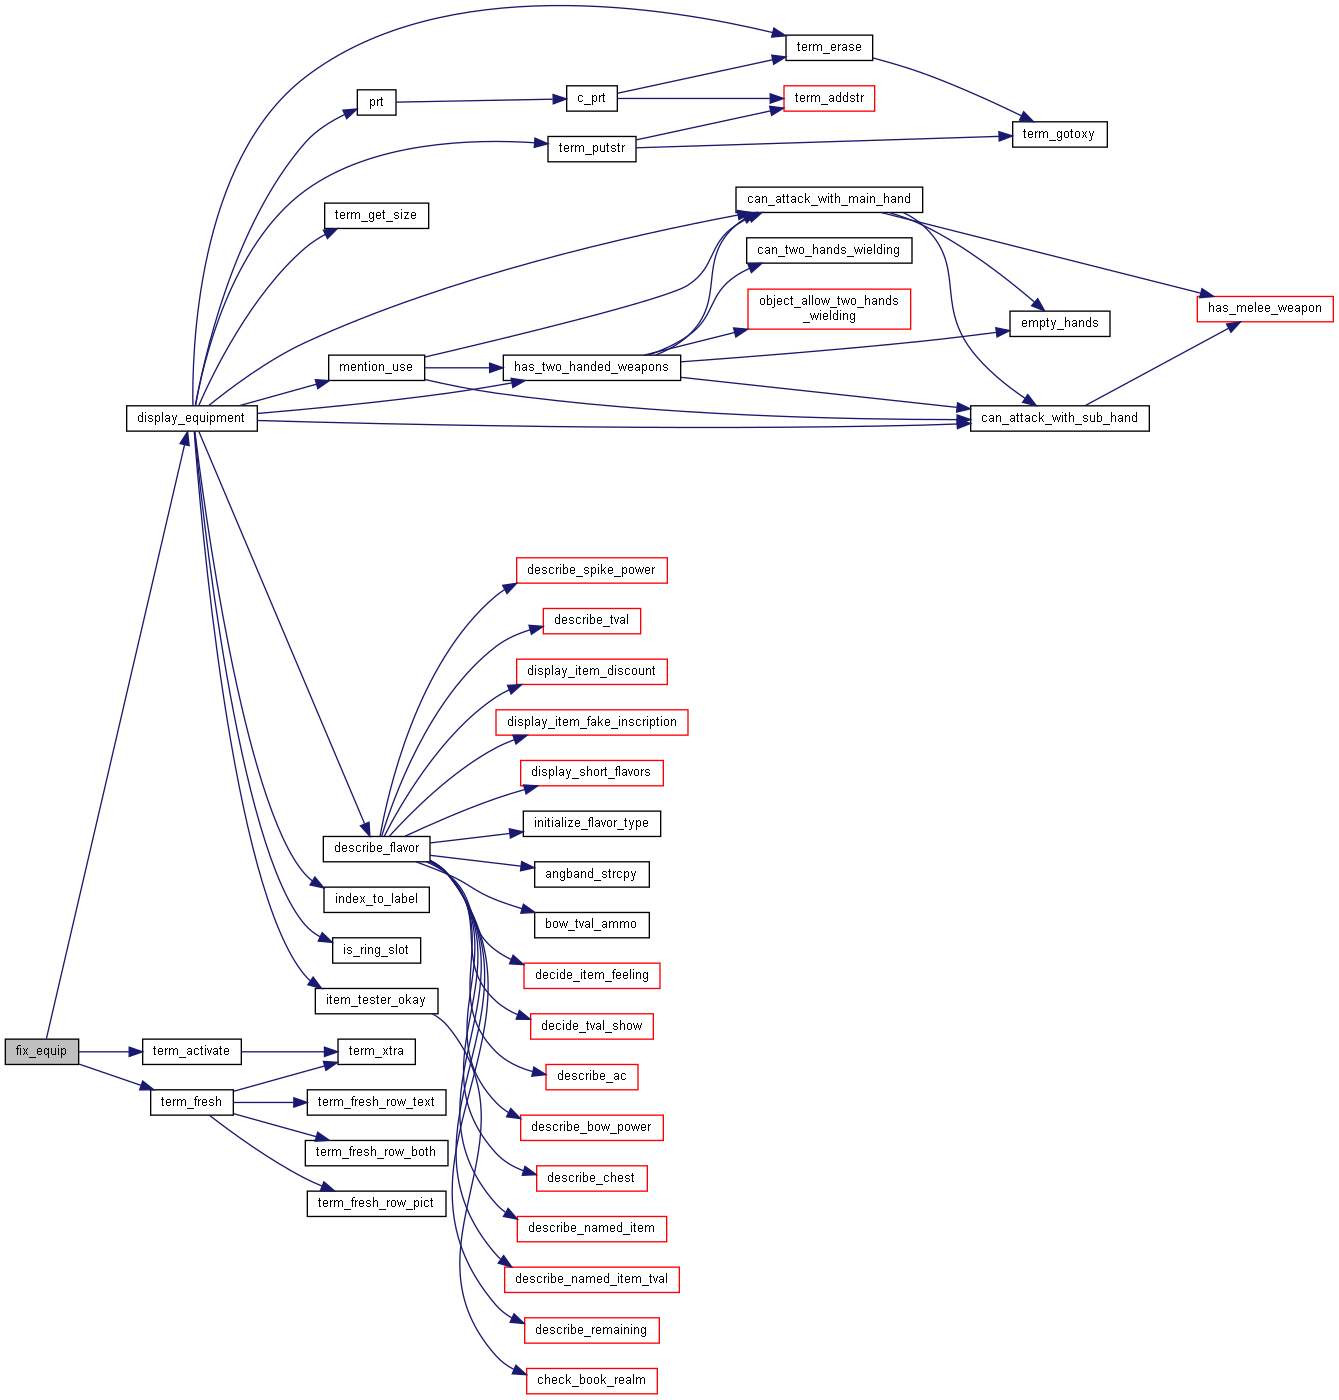 term_erase
prt
c_prt
term_addstr
term_gotoxy
term_putstr
can_attack_with_main_hand
term_get_size
can_two_hands_wielding
object_allow_two_hands
_wielding
has_melee_weapon
empty_hands
mention_use
has_two_handed_weapons
display_equipment
can_attack_with_sub_hand
describe_spike_power
describe_tval
display_item_discount
display_item_fake_inscription
display_short_flavors
initialize_flavor_type
describe_flavor
angband_strcpy
index_to_label
bow_tval_ammo
is_ring_slot
decide_item_feeling
item_tester_okay
decide_tval_show
fix_equip
term_activate
term_xtra
describe_ac
term_fresh
term_fresh_row_text
describe_bow_power
term_fresh_row_both
describe_chest
term_fresh_row_pict
describe_named_item
describe_named_item_tval
describe_remaining
check_book_realm